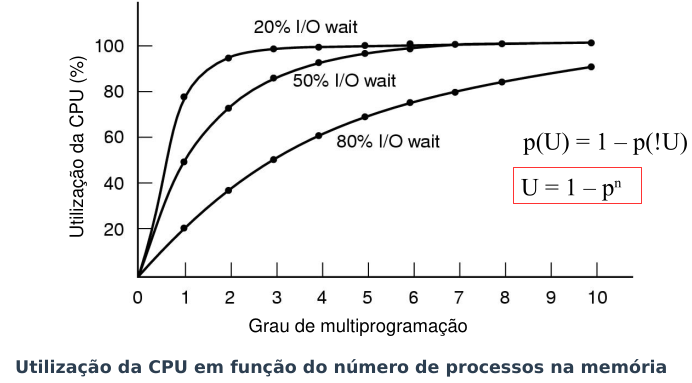 20% I/O wait
100
50% I/O wait
80
60
80% I/O wait
p(U) = 1 – p(!U)
U = 1 – pⁿ
40
20
Utilização da CPU (%)
0 1 2 3 4 5 6 7 8 9 10
Grau de multiprogramação
Utilização da CPU em função do número de processos na memória